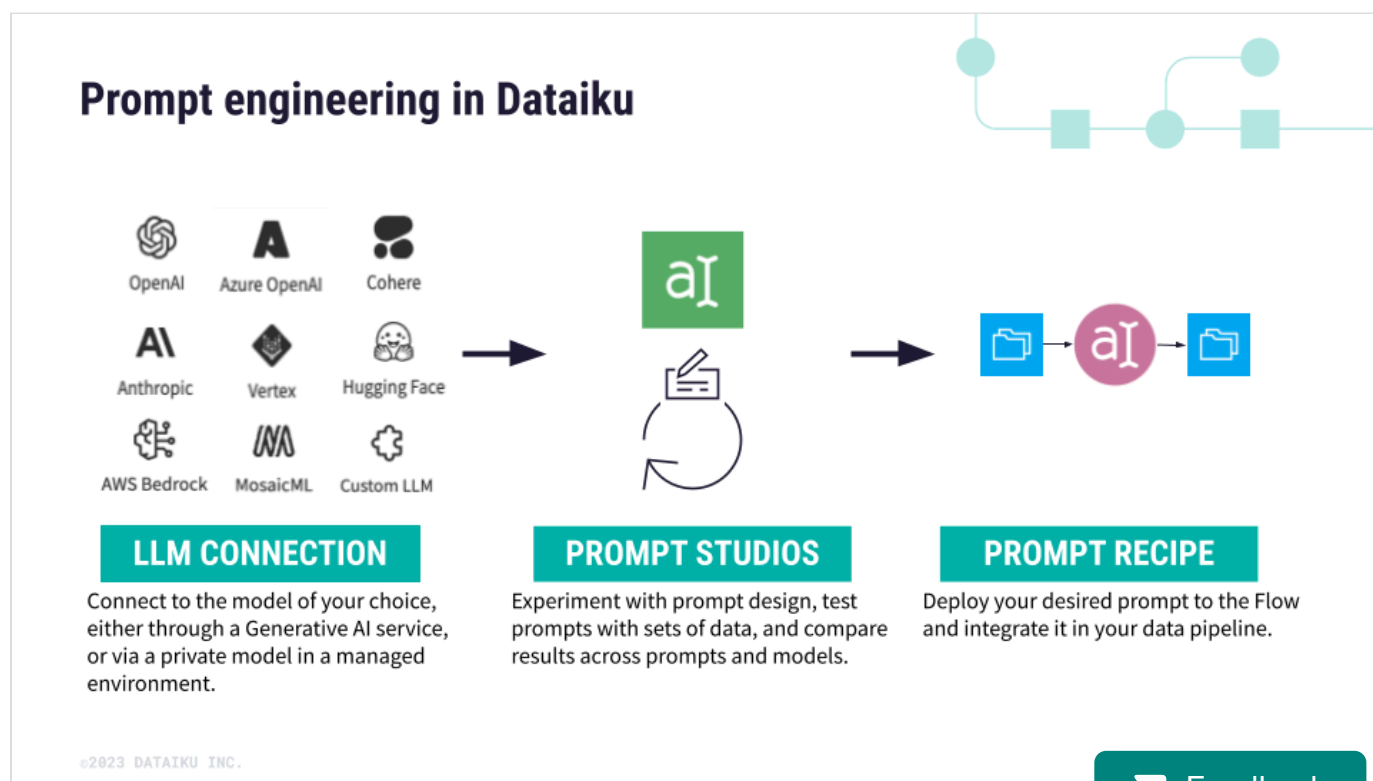 Prompt engineering in Dataiku
OpenAI
Azure OpenAI
Cohere
Anthropic
Vertex
Hugging Face
AWS Bedrock
MosaicML
Custom LLM
aI
aI
LLM CONNECTION
Connect to the model of your choice,
either through a Generative AI service,
or via a private model in a managed
environment.
PROMPT STUDIOS
Experiment with prompt design, test
prompts with sets of data, and compare
results across prompts and models.
PROMPT RECIPE
Deploy your desired prompt to the Flow
and integrate it in your data pipeline.
©2023 DATAIKU INC.